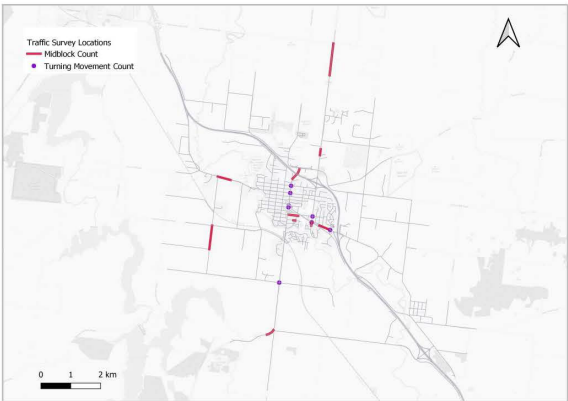 Traffic Survey Locations
Midblock Count
Turning Movement Count
0 1 2 km